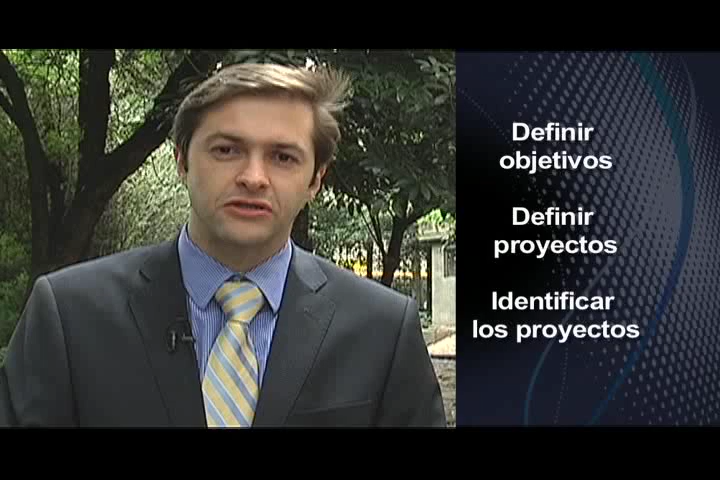 Definir
objetivos
Definir
proyectos
Identificar
los proyectos